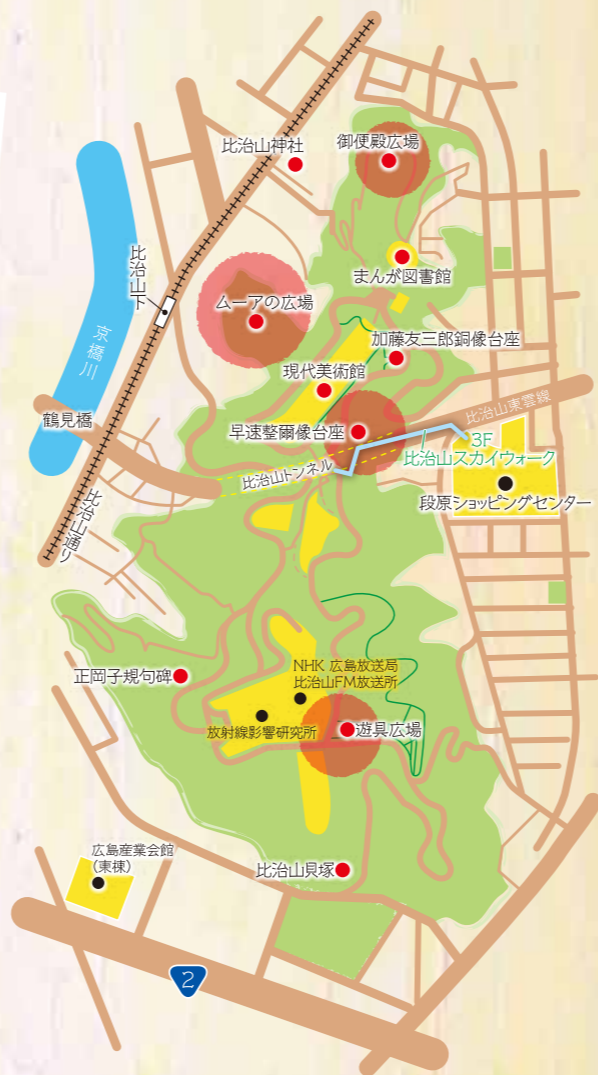 比治山神社
御便殿広場
まんが図書館
比治山下
ムーアの広場
京橋川
加藤友三郎銅像台座
現代美術館
鶴見橋
早速整爾像台座
比治山東雲線
3F
比治山スカイウォーク
比治山トンネル
段原ショッピングセンター
比治山通り
正岡子規句碑
NHK 広島放送局
比治山FM放送所
放射線影響研究所
遊具広場
広島産業会館
(東棟)
比治山貝塚
2